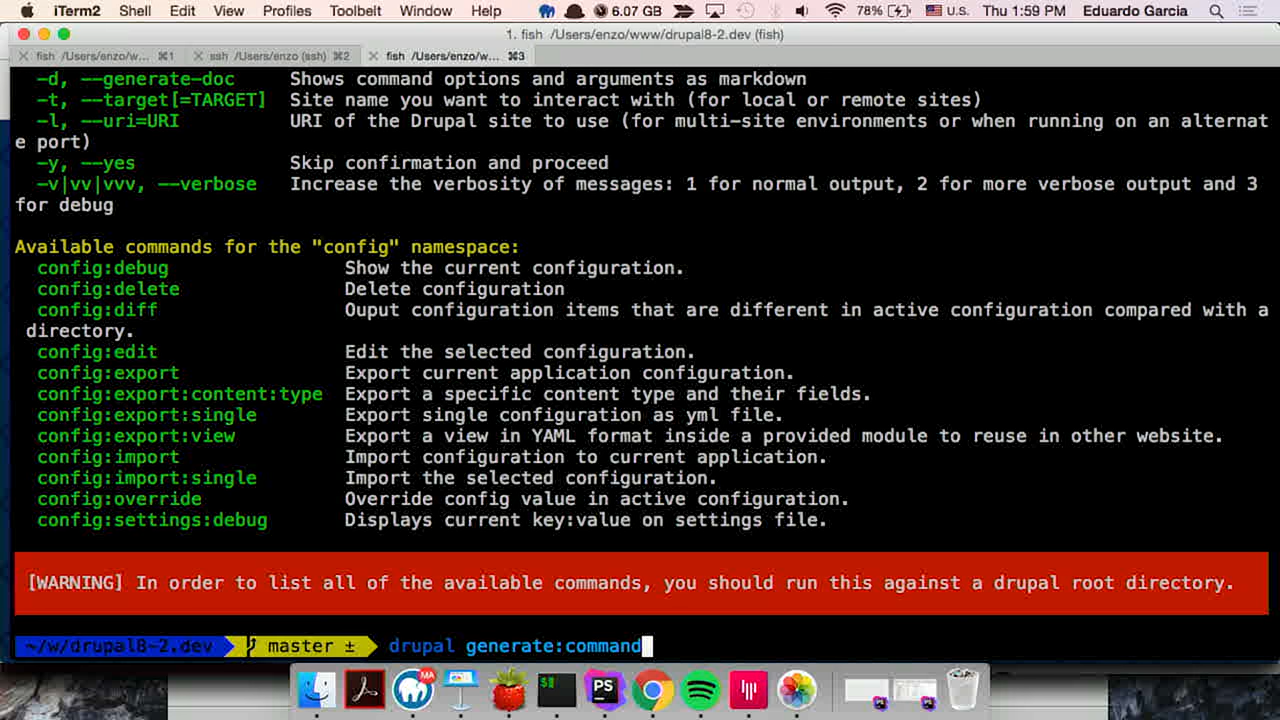 iTerm2 Shell Edit View Profiles Toolbelt Window Help 6.07 GB 78% U.S. Thu 1:59 PM Eduardo Garcia
1. fish /Users/enzo/www/drupal8-2.dev (fish)
fish /Users/enzo/w... ⌘1 ssh /Users/enzo (ssh) ⌘2 fish /Users/enzo/w... ⌘3
-d, --generate-doc Shows command options and arguments as markdown
-t, --target[=TARGET] Site name you want to interact with (for local or remote sites)
-l, --uri=URI URI of the Drupal site to use (for multi-site environments or when running on an alternat
e port)
-y, --yes Skip confirmation and proceed
-v|vv|vvv, --verbose Increase the verbosity of messages: 1 for normal output, 2 for more verbose output and 3
for debug
Available commands for the "config" namespace:
config:debug Show the current configuration.
config:delete Delete configuration
config:diff Ouput configuration items that are different in active configuration compared with a
directory.
config:edit Edit the selected configuration.
config:export Export current application configuration.
config:export:content:type Export a specific content type and their fields.
config:export:single Export single configuration as yml file.
config:export:view Export a view in YAML format inside a provided module to reuse in other website.
config:import Import configuration to current application.
config:import:single Import the selected configuration.
config:override Override config value in active configuration.
config:settings:debug Displays current key:value on settings file.
[WARNING] In order to list all of the available commands, you should run this against a drupal root directory.
~/w/drupal8-2.dev master ± drupal generate:command
MA
$
PS